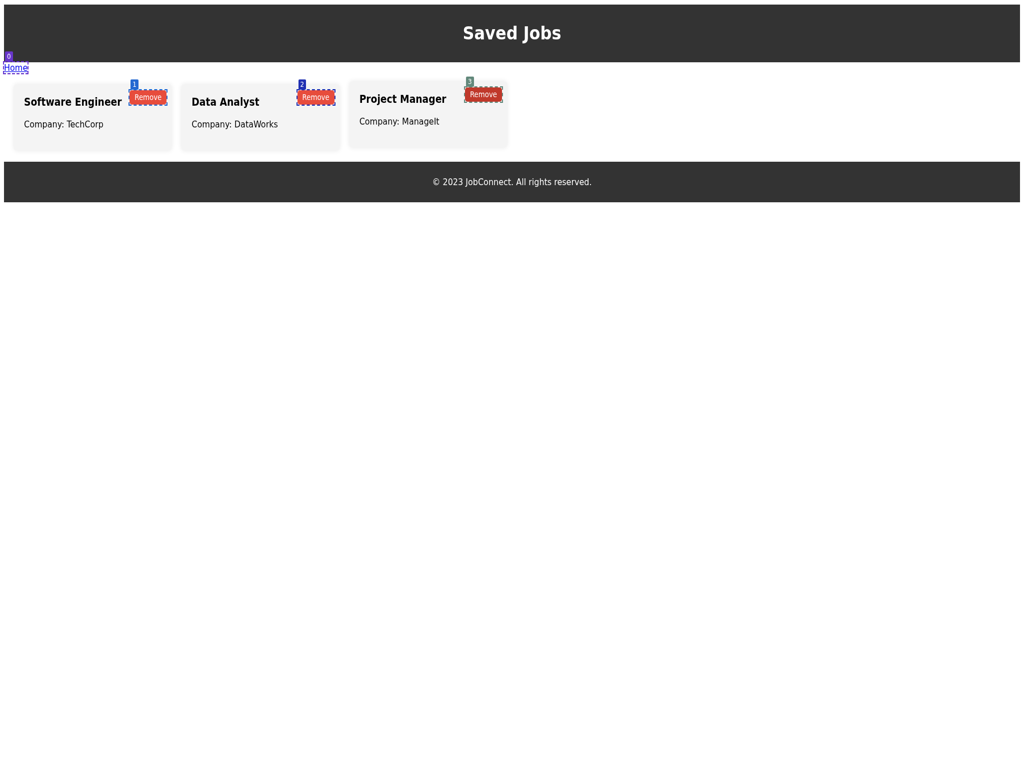 Saved Jobs
0
Home
1
2
3
Software Engineer
Remove
Company: TechCorp
Data Analyst
Remove
Company: DataWorks
Project Manager
Remove
Company: ManageIt
© 2023 JobConnect. All rights reserved.